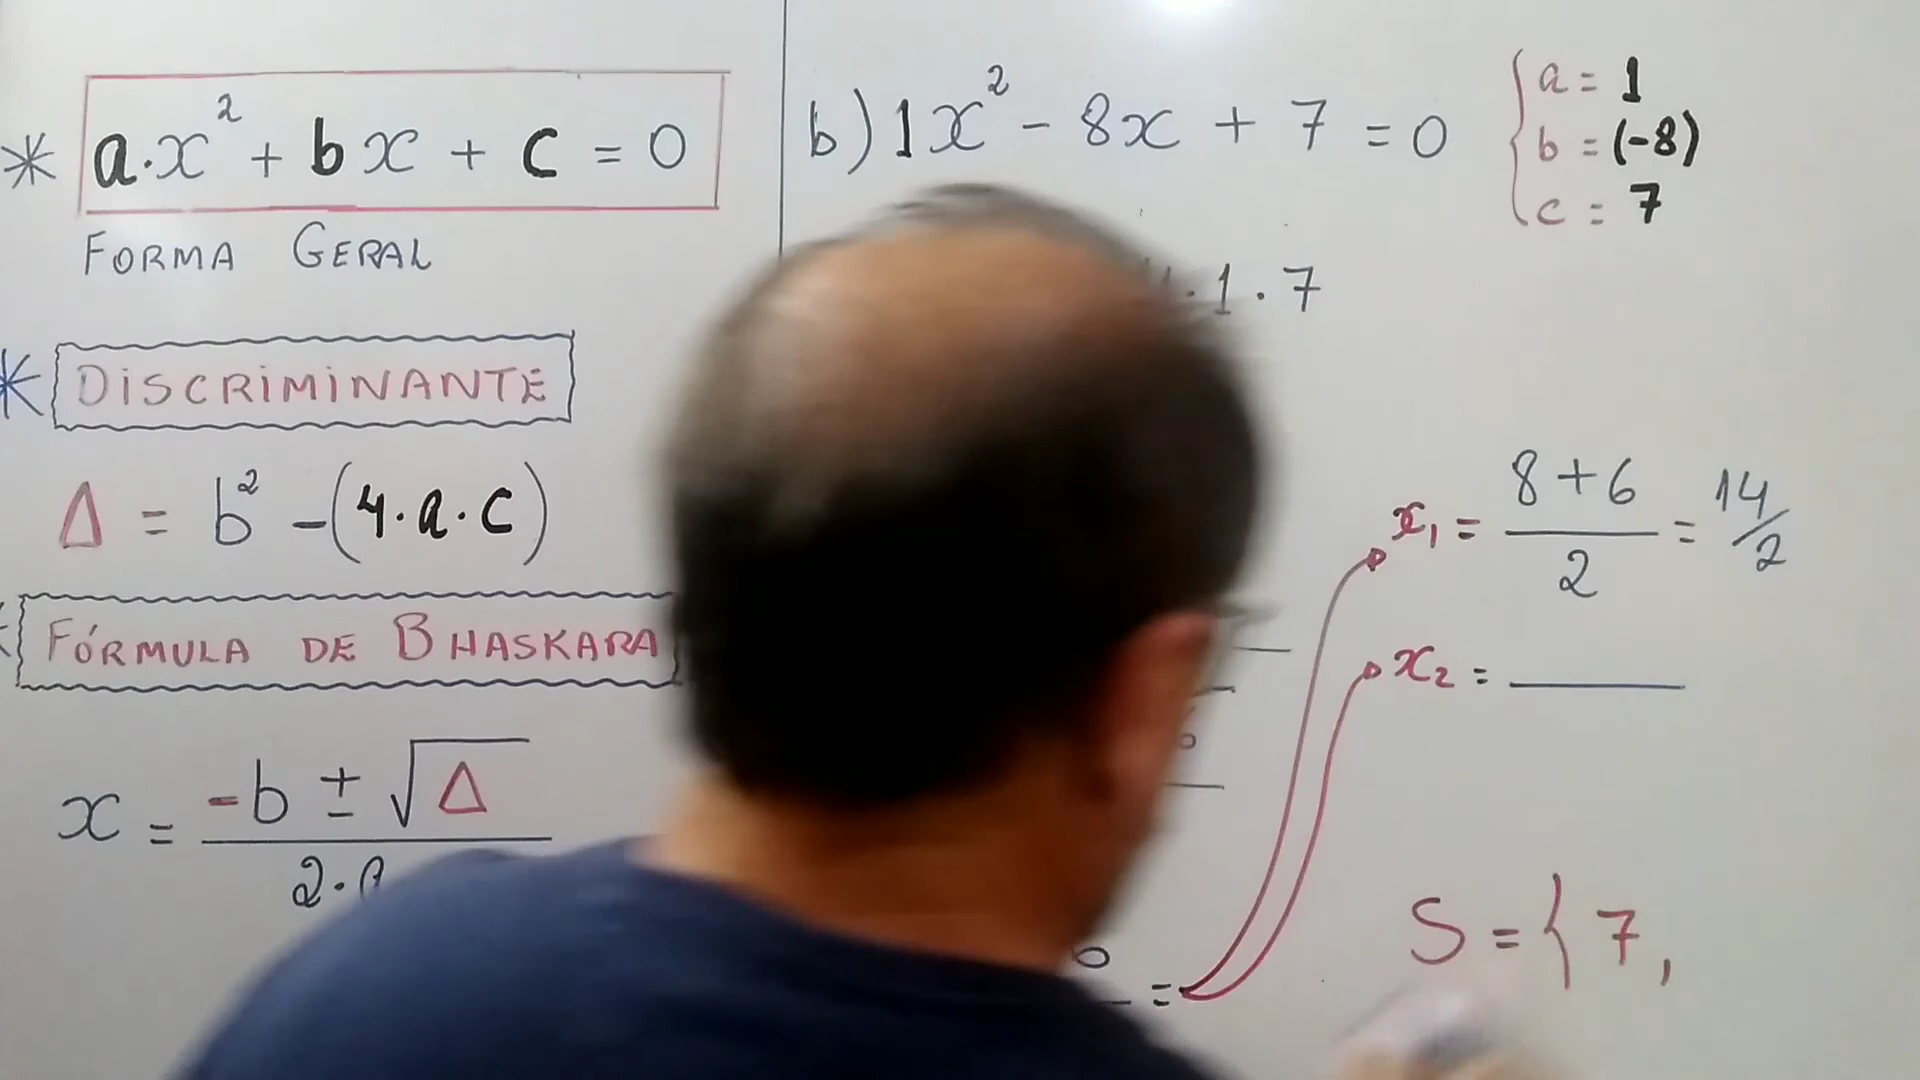 * a·x² + bx + c = 0
FORMA GERAL
* DISCRIMINANTE
Δ = b² - (4·a·c)
FÓRMULA DE BHASKARA
x = -b ± √Δ
2·
b) 1x² - 8x + 7 = 0
a = 1
b = (-8)
c = 7
·1·7
x₁ = 8 + 6 / 2 = 14/2
x₂ =
=
S = { 7,